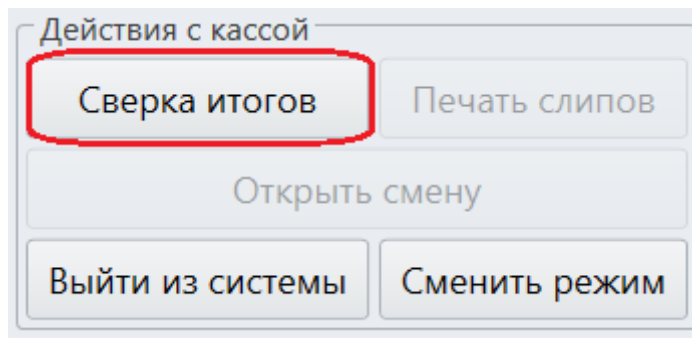 Действия с кассой
Сверка итогов Печать слипов
Открыть смену
Выйти из системы Сменить режим